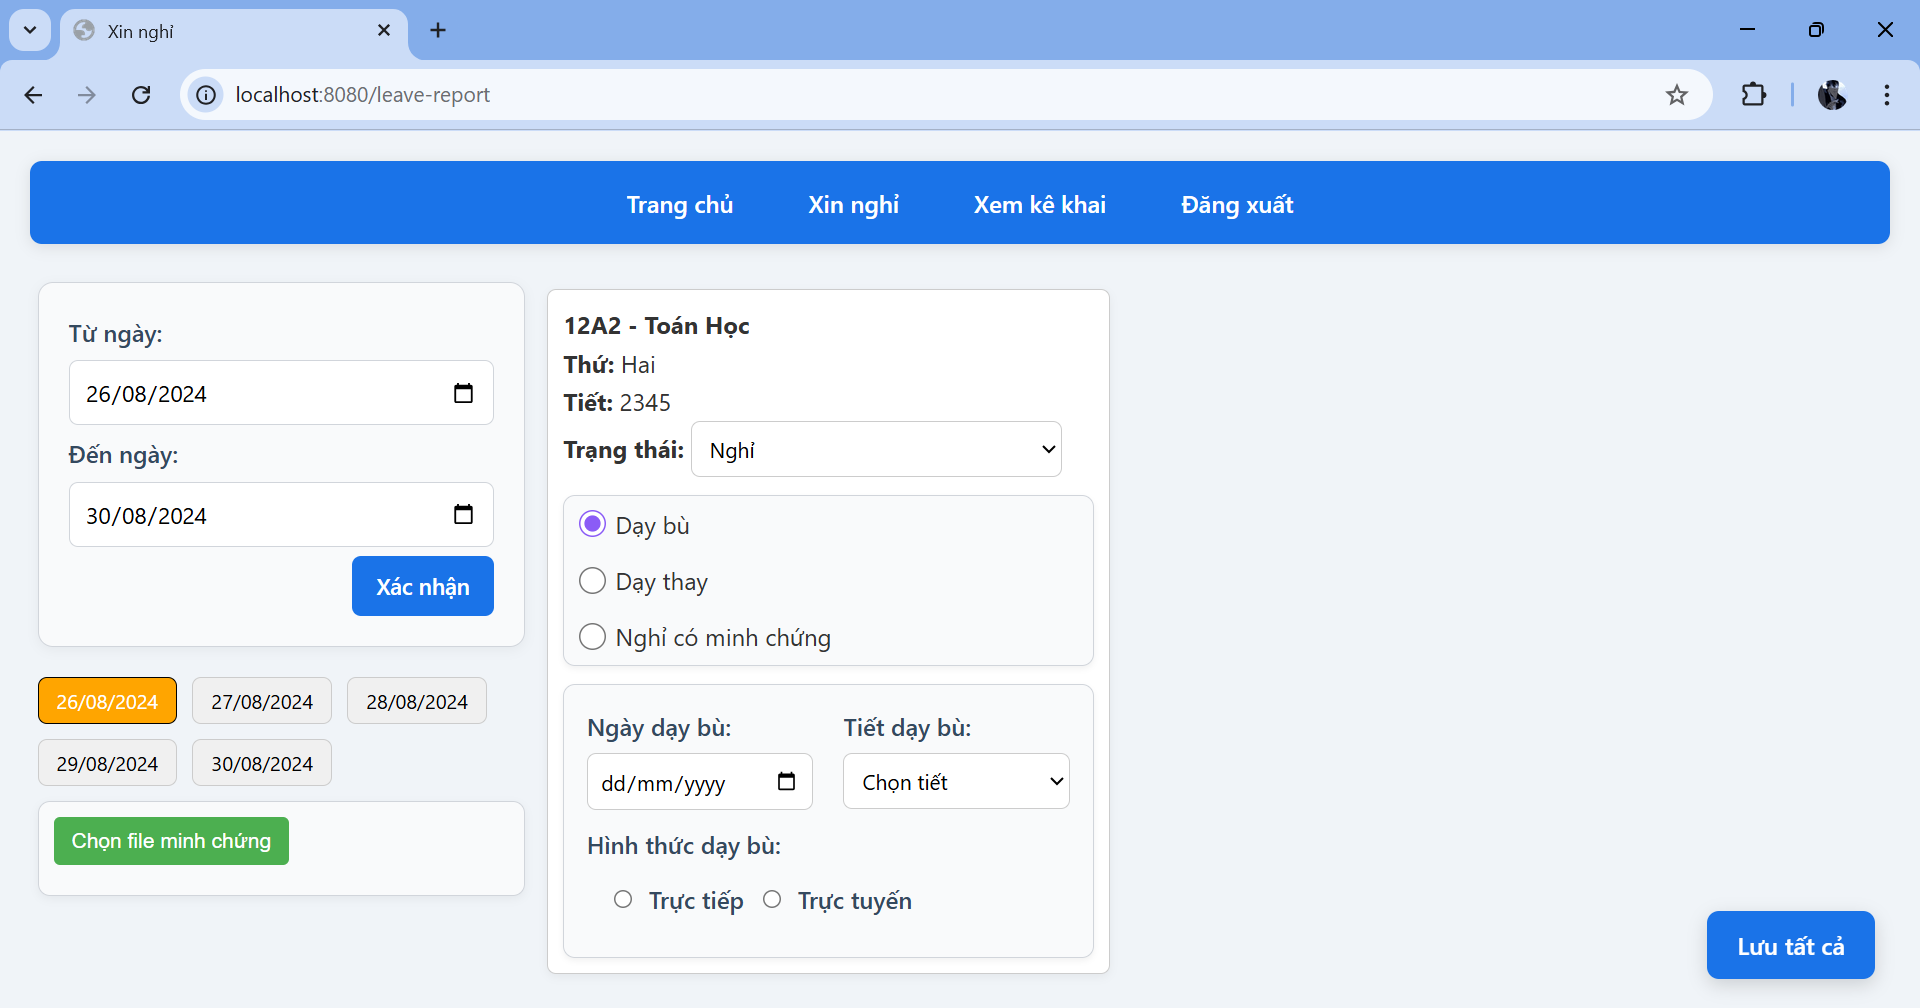 Xin nghỉ
localhost:8080/leave-report
Trang chủ Xin nghỉ Xem kê khai Đăng xuất
Từ ngày:
26/08/2024
Đến ngày:
30/08/2024
Xác nhận
26/08/2024 27/08/2024 28/08/2024
29/08/2024 30/08/2024
Chọn file minh chứng
12A2 - Toán Học
Thứ: Hai
Tiết: 2345
Trạng thái: Nghỉ
Dạy bù
Dạy thay
Nghỉ có minh chứng
Ngày dạy bù: Tiết dạy bù:
dd/mm/yyyy Chọn tiết
Hình thức dạy bù:
Trực tiếp Trực tuyến
Lưu tất cả